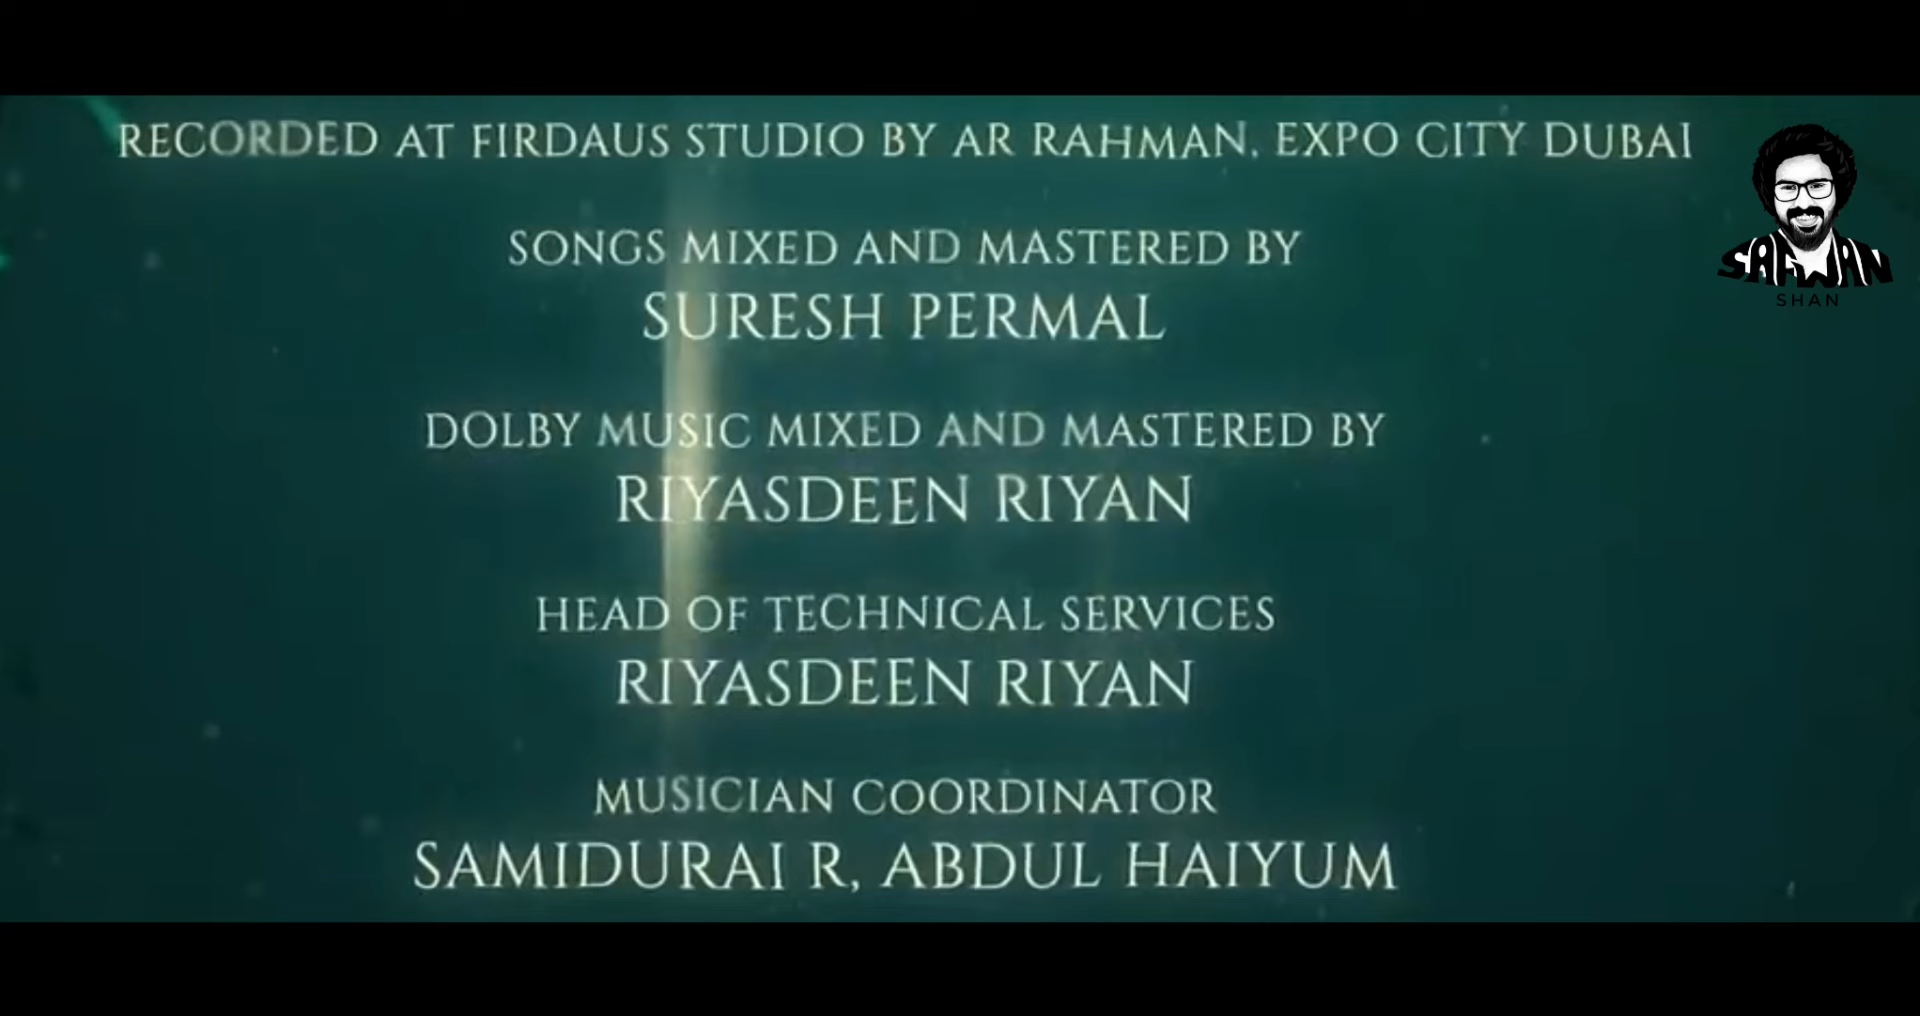 RECORDED AT FIRDAUS STUDIO BY AR RAHMAN, EXPO CITY DUBAI
SONGS MIXED AND MASTERED BY
SURESH PERMAL
DOLBY MUSIC MIXED AND MASTERED BY
RIYASDEEN RIYAN
HEAD OF TECHNICAL SERVICES
RIYASDEEN RIYAN
MUSICIAN COORDINATOR
SAMIDURAI R, ABDUL HAIYUM
SAFWAN
SHAN